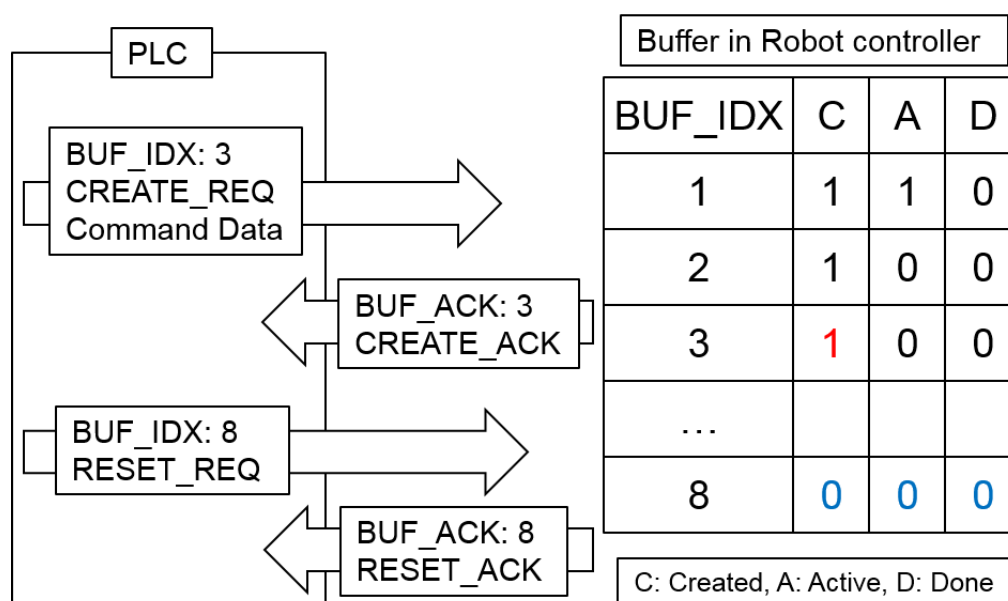 PLC
BUF_IDX: 3
CREATE_REQ
Command Data
BUF_ACK: 3
CREATE_ACK
BUF_IDX: 8
RESET_REQ
BUF_ACK: 8
RESET_ACK
Buffer in Robot controller
BUF_IDX C A D
1 1 1 0
2 1 0 0
3 1 0 0
...
8 0 0 0
C: Created, A: Active, D: Done